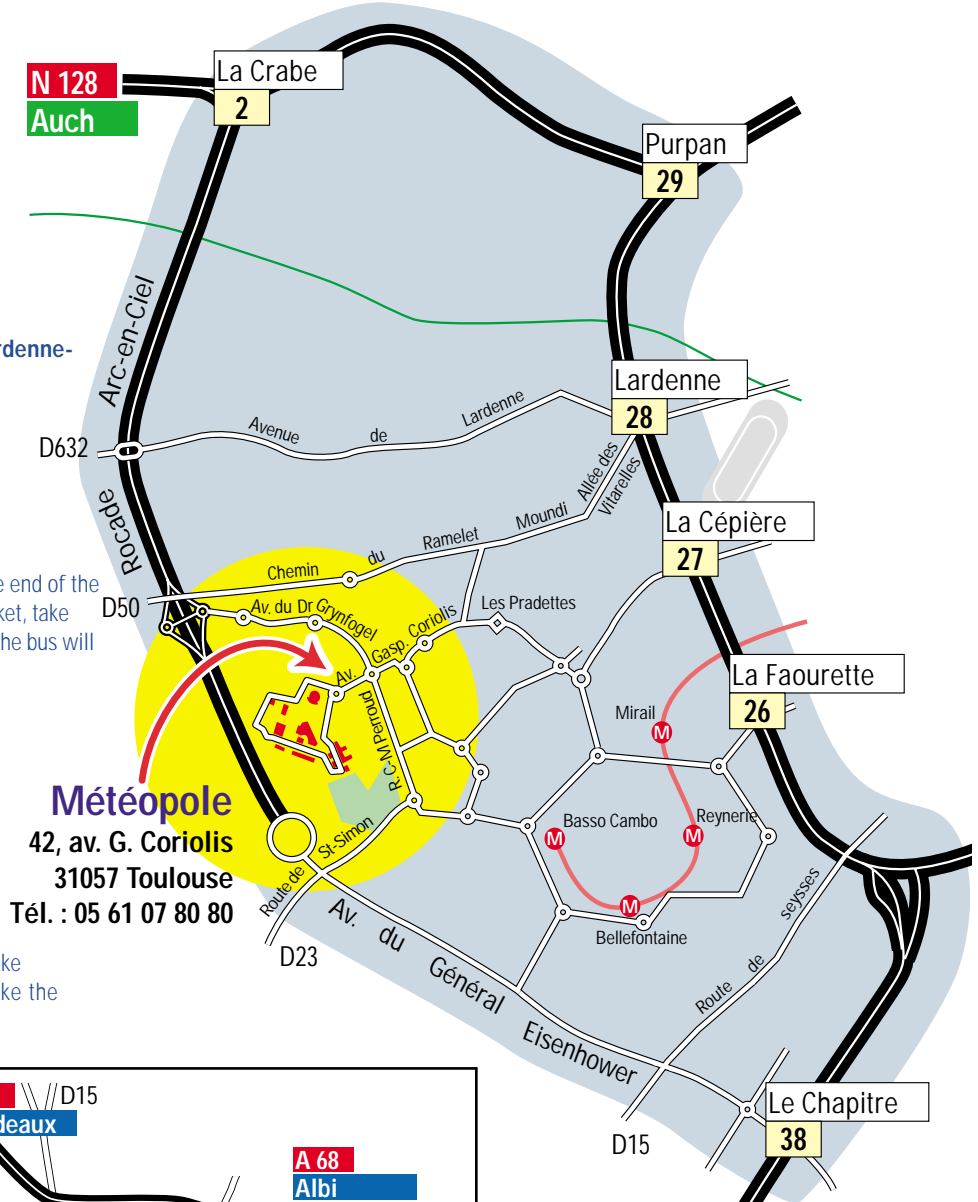 N 128
Auch
La Crabe
2
Purpan
29
Arc-en-Ciel
Rocade
rdenne-
Lardenne
28
D632
Avenue de Lardenne
Allée des
Vitarelles
La Cépière
27
Chemin du Ramelet Moundi
e end of the
ket, take
he bus will
D50
Av. du Dr Grynfogel
Av. Gasp. Coriolis
Les Pradettes
La Faourette
26
Mirail
M
R. C-M Perroud
Météopole
42, av. G. Coriolis
31057 Toulouse
Tél. : 05 61 07 80 80
Basso Cambo
M
Reynerie
M
M
Bellefontaine
Route de St-Simon
D23
Av. du Général Eisenhower
Route de seysses
ke
ke the
D15
Le Chapitre
38
D15
deaux
A 68
Albi